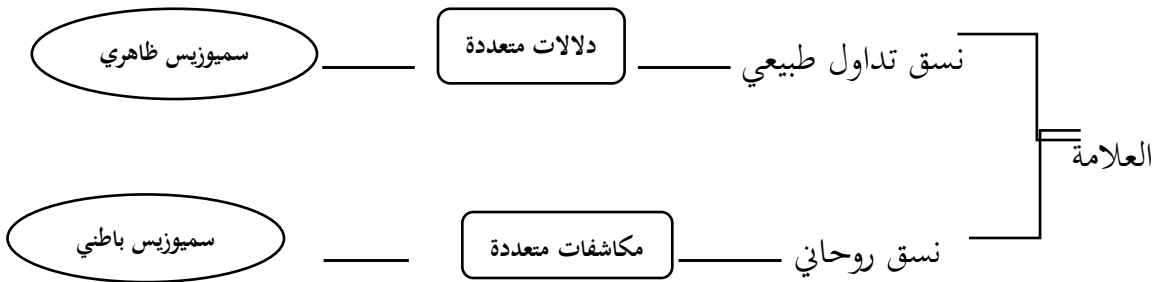 نسق تداول طبيعي
دلالات متعددة
سميوزيس ظاهري
العلامة
نسق روحاني
مكاشفات متعددة
سميوزيس باطني